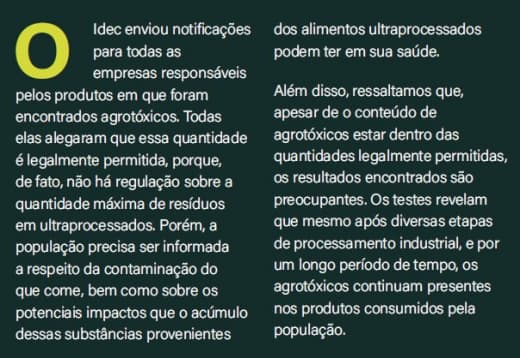 O Idec enviou notificações
para todas as
empresas responsáveis
pelos produtos em que foram
encontrados agrotóxicos. Todas
elas alegaram que essa quantidade
é legalmente permitida, porque,
de fato, não há regulação sobre a
quantidade máxima de resíduos
em ultraprocessados. Porém, a
população precisa ser informada
a respeito da contaminação do
que come, bem como sobre os
potenciais impactos que o acúmulo
dessas substâncias provenientes
dos alimentos ultraprocessados
podem ter em sua saúde.
Além disso, ressaltamos que,
apesar de o conteúdo de
agrotóxicos estar dentro das
quantidades legalmente permitidas,
os resultados encontrados são
preocupantes. Os testes revelam
que mesmo após diversas etapas
de processamento industrial, e por
um longo período de tempo, os
agrotóxicos continuam presentes
nos produtos consumidos pela
população.